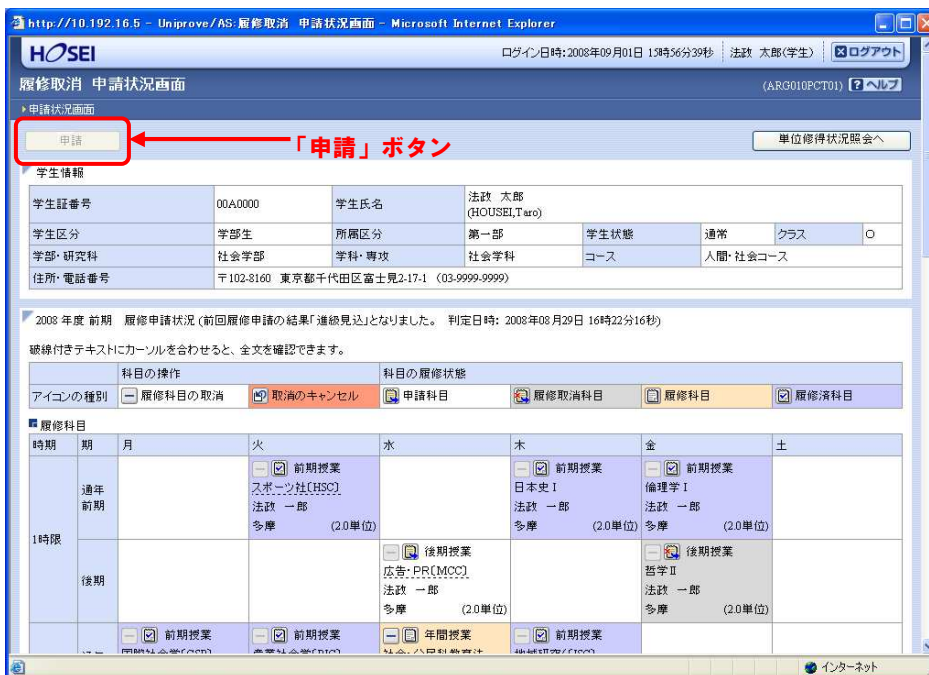 http://10.192.16.5 - Uniprove/AS:履修取消 申請状況画面 - Microsoft Internet Explorer
HOSEI
ログイン日時:2008年09月01日 15時56分39秒 法政 太郎(学生) ログアウト
履修取消 申請状況画面
(ARG010PCT01) ? ヘルプ
申請状況画面
申請
「申請」ボタン
単位修得状況照会へ
学生情報
学生証番号 00A0000 学生氏名 法政 太郎
(HOUSEI,Taro)
学生区分 学部生 所属区分 第一部 学生状態 通常 クラス O
学部・研究科 社会学部 学科・専攻 社会学科 コース 人間・社会コース
住所・電話番号 〒102-8160 東京都千代田区富士見2-17-1 (03-9999-9999)
2008 年度 前期 履修申請状況 (前回履修申請の結果「進級見込」となりました。 判定日時: 2008年08月29日 16時22分16秒)
破線付きテキストにカーソルを合わせると、全文を確認できます。
科目の操作 科目の履修状態
アイコンの種別 履修科目の取消 取消のキャンセル 申請科目 履修取消科目 履修科目 履修済科目
履修科目
時期 期 月 火 水 木 金 土
1時限
通年
前期
前期授業
スポーツ社[HSC]
法政 一郎
多摩 (2.0単位)
前期授業
日本史Ⅰ
法政 一郎
多摩 (2.0単位)
前期授業
倫理学Ⅰ
法政 一郎
多摩 (2.0単位)
後期
後期授業
広告・PR[MCC]
法政 一郎
多摩 (2.0単位)
後期授業
哲学Ⅱ
法政 一郎
多摩 (2.0単位)
前期授業 前期授業 年間授業 前期授業
インターネット